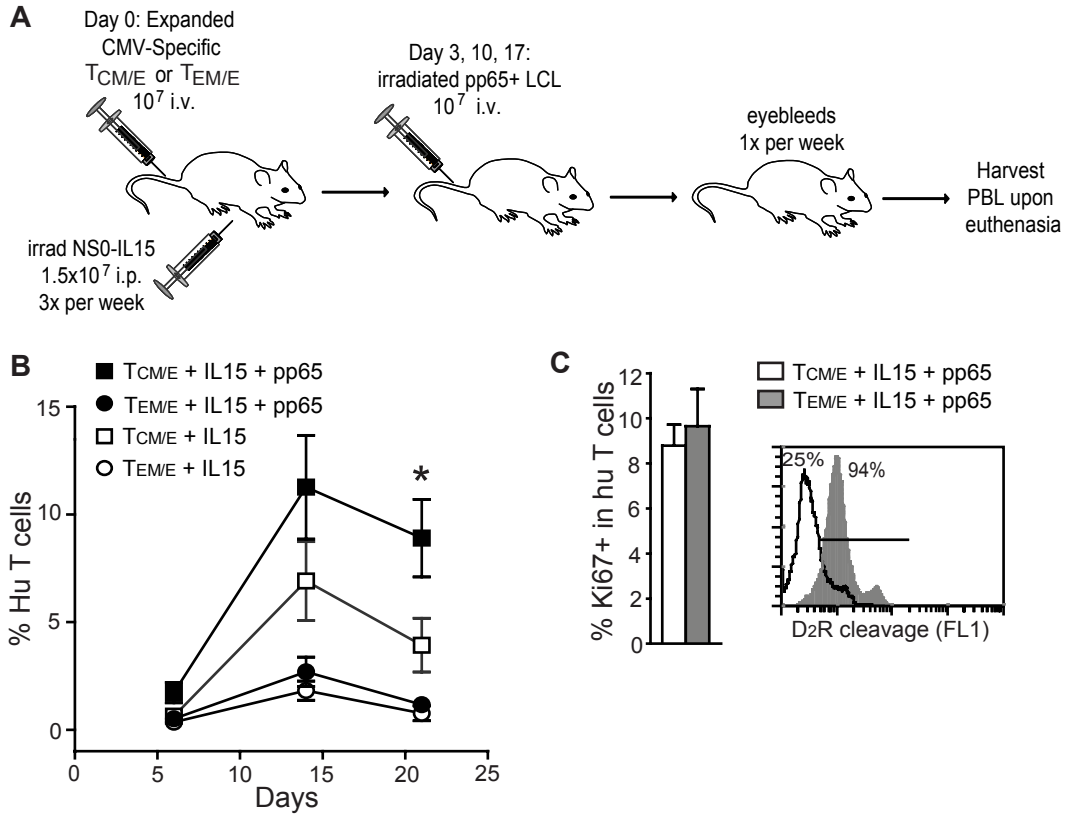 A
Day 0: Expanded
CMV-Specific
TCM/E or TEM/E
10⁷ i.v.
irrad NS0-IL15
1.5x10⁷ i.p.
3x per week
Day 3, 10, 17:
irradiated pp65+ LCL
10⁷ i.v.
eyebleeds
1x per week
Harvest
PBL upon
euthenasia
B
TCM/E + IL15 + pp65
TEM/E + IL15 + pp65
TCM/E + IL15
TEM/E + IL15
% Hu T cells
15
10
5
0
*
0 5 10 15 20 25
Days
C
TCM/E + IL15 + pp65
TEM/E + IL15 + pp65
% Ki67+ in hu T cells
12
10
8
6
4
2
0
25%
94%
D2R cleavage (FL1)